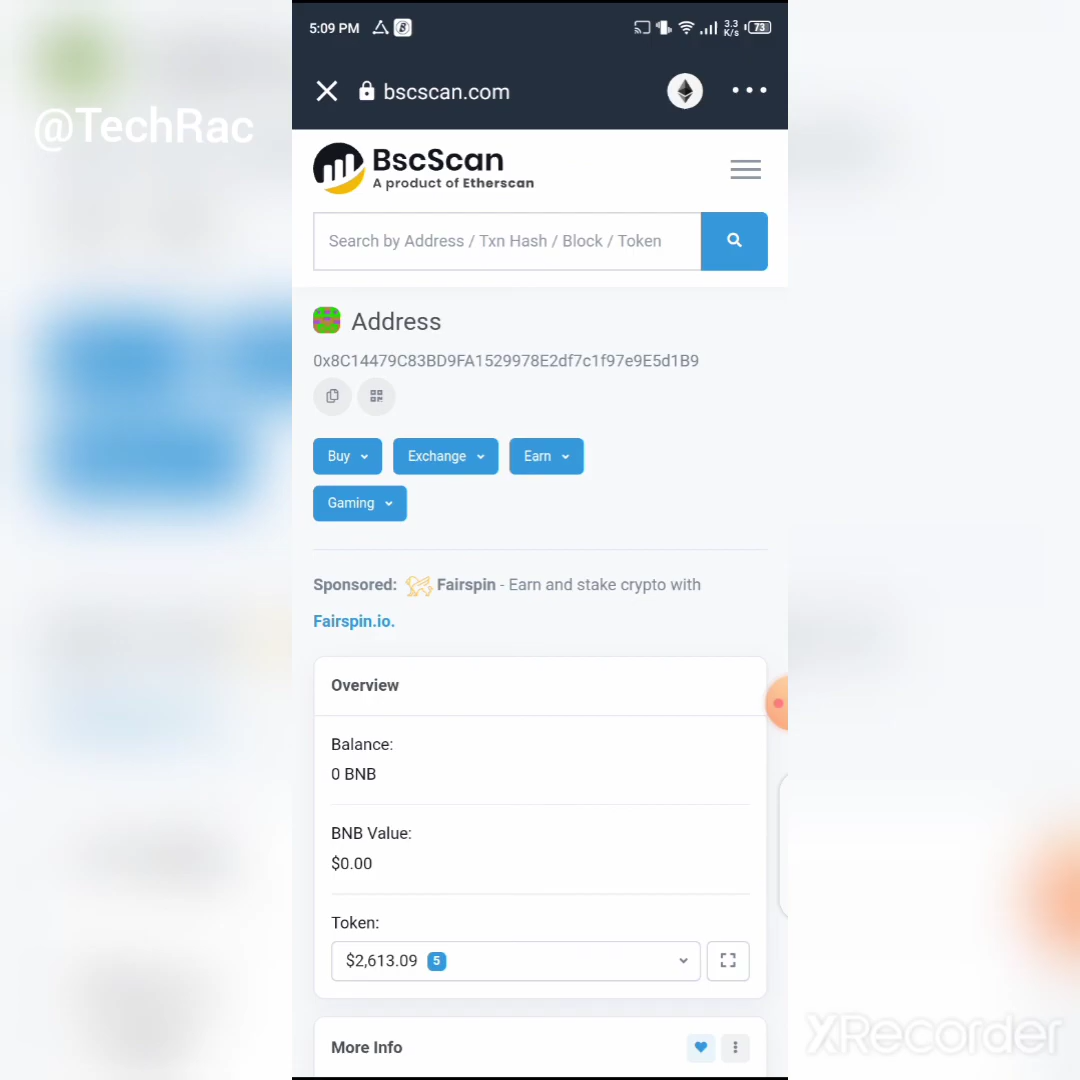 5:09 PM
3.3
K/s
73
bscscan.com
@TechRac
BscScan
A product of Etherscan
Search by Address / Txn Hash / Block / Token
Address
0x8C14479C83BD9FA1529978E2df7c1f97e9E5d1B9
Buy
Exchange
Earn
Gaming
Sponsored: Fairspin - Earn and stake crypto with
Fairspin.io.
Overview
Balance:
0 BNB
BNB Value:
$0.00
Token:
$2,613.09 5
More Info
XRecorder